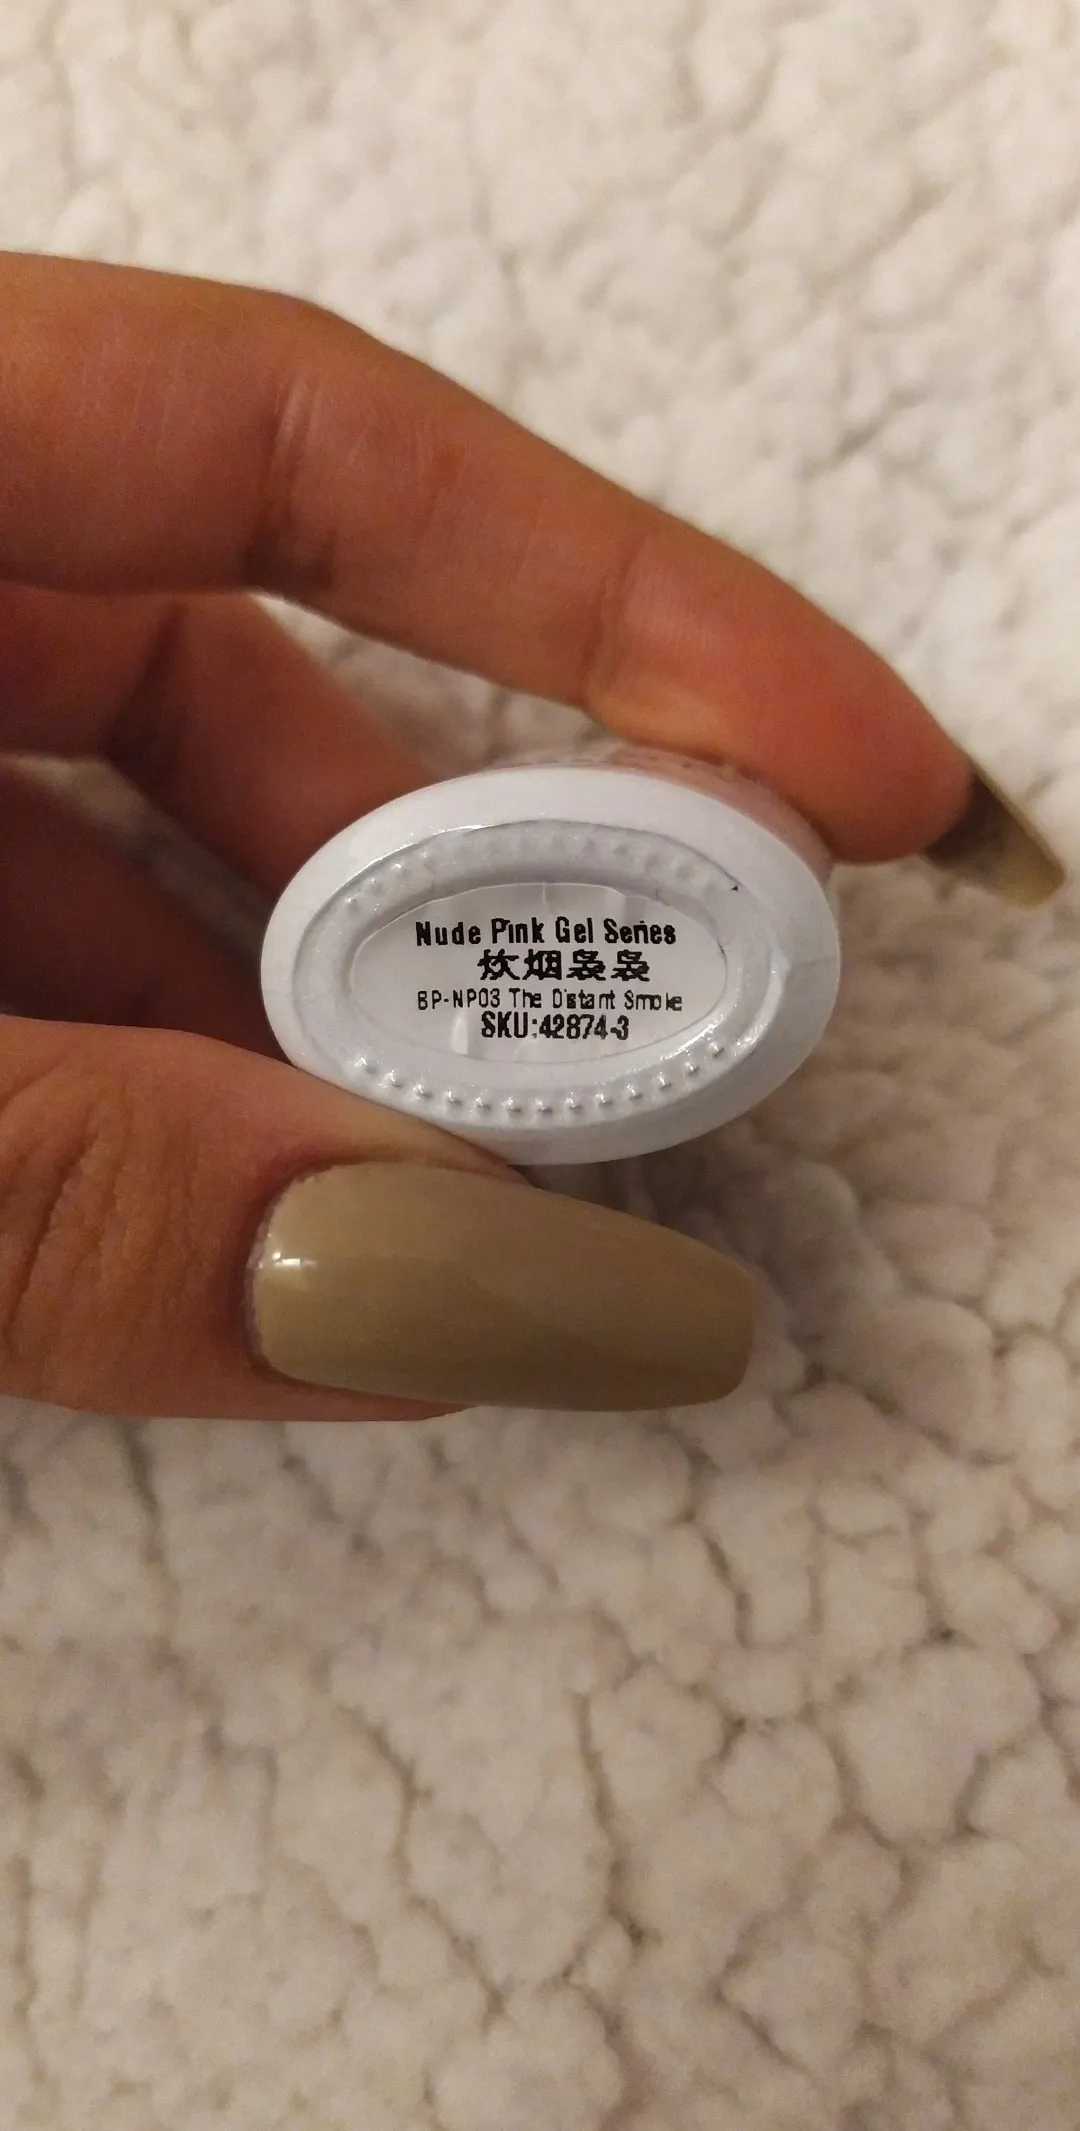 Nude Pink Gel Series
炊烟袅袅
BP-NP03 The Distant Smoke
SKU:42874-3